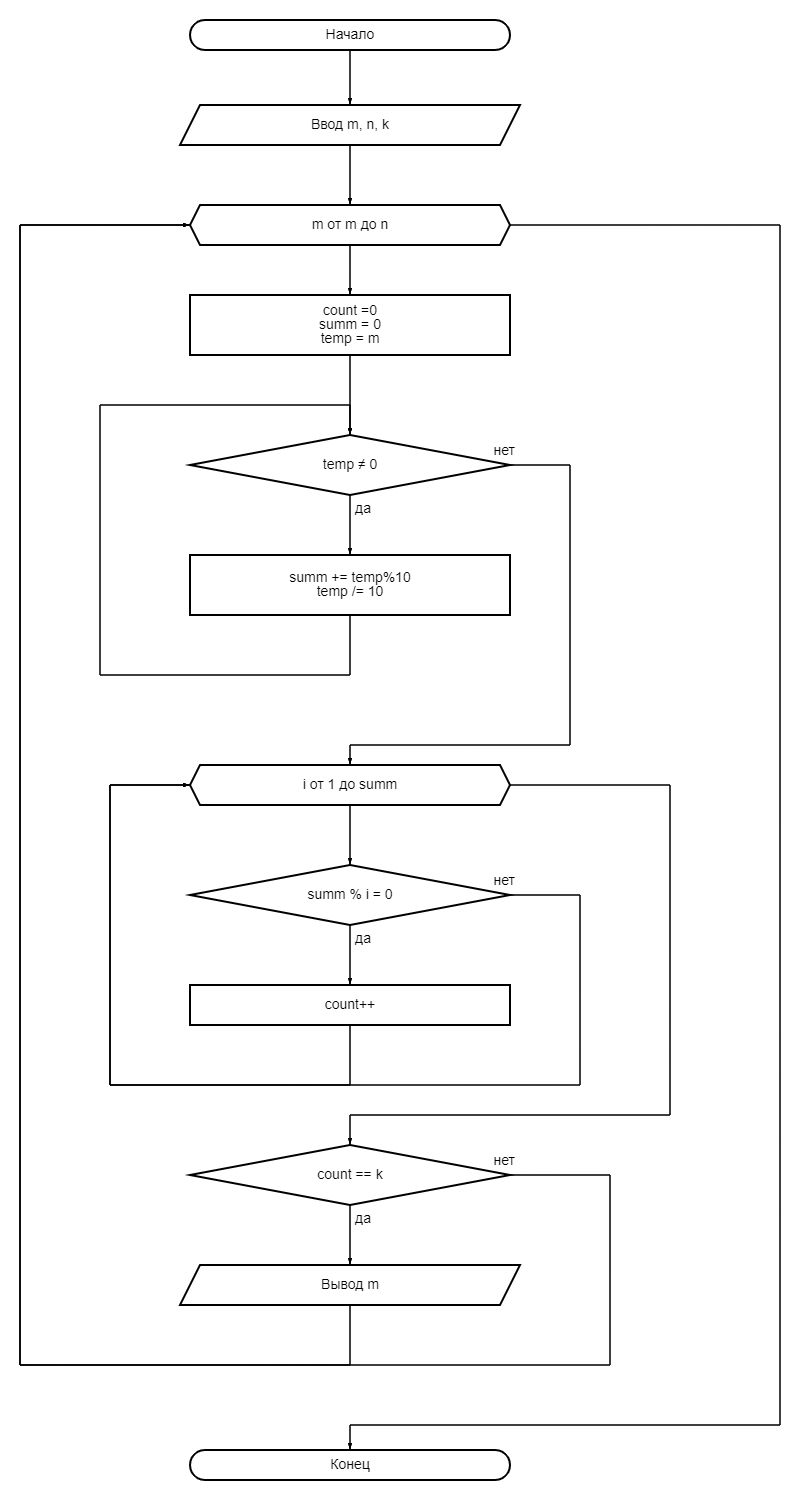 Начало
Ввод m, n, k
m от m до n
count =0
summ = 0
temp = m
нет
temp ≠ 0
да
summ += temp%10
temp /= 10
i от 1 до summ
нет
summ % i = 0
да
count++
нет
count == k
да
Вывод m
Конец